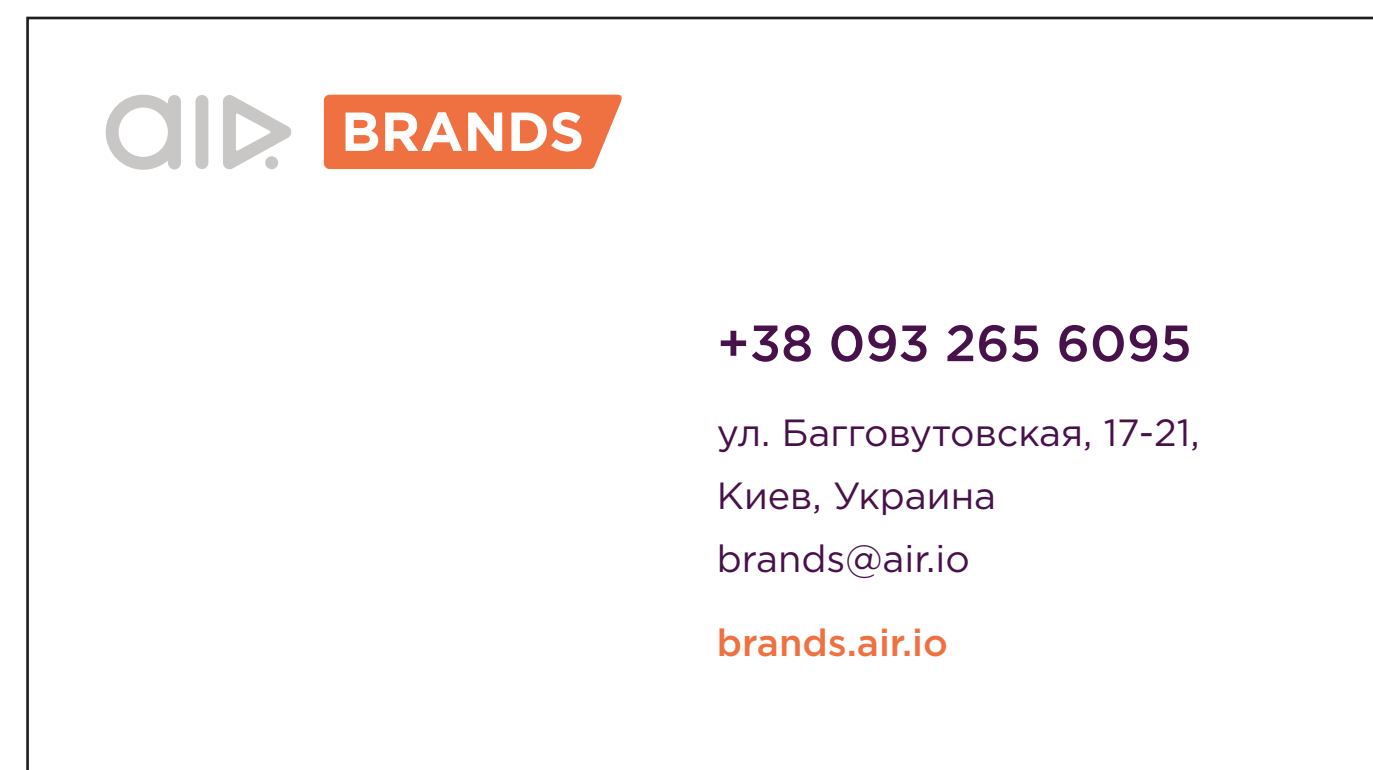 air BRANDS
+38 093 265 6095
ул. Багговутовская, 17-21,
Киев, Украина
brands@air.io
brands.air.io